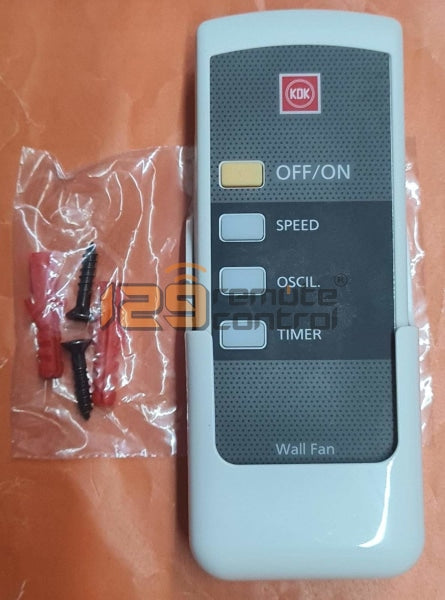 KDK
OFF/ON
SPEED
OSCIL.
TIMER
129 remote control®
Wall Fan